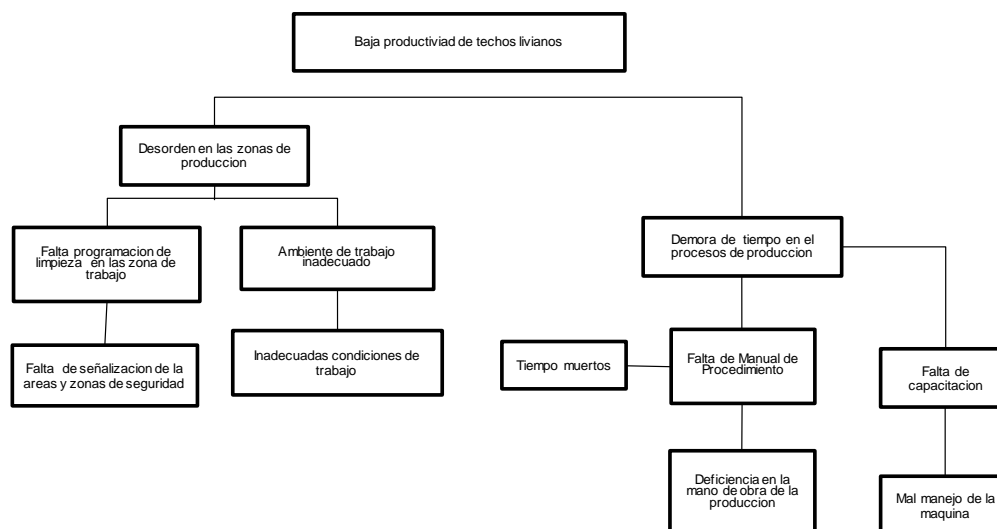 Baja productiviad de techos livianos
Desorden en las zonas de
produccion
Falta programacion de
limpieza en las zona de
trabajo
Ambiente de trabajo
inadecuado
Demora de tiempo en el
procesos de produccion
Falta de señalizacion de la
areas y zonas de seguridad
Inadecuadas condiciones de
trabajo
Tiempo muertos
Falta de Manual de
Procedimiento
Falta de
capacitacion
Deficiencia en la
mano de obra de la
produccion
Mal manejo de la
maquina